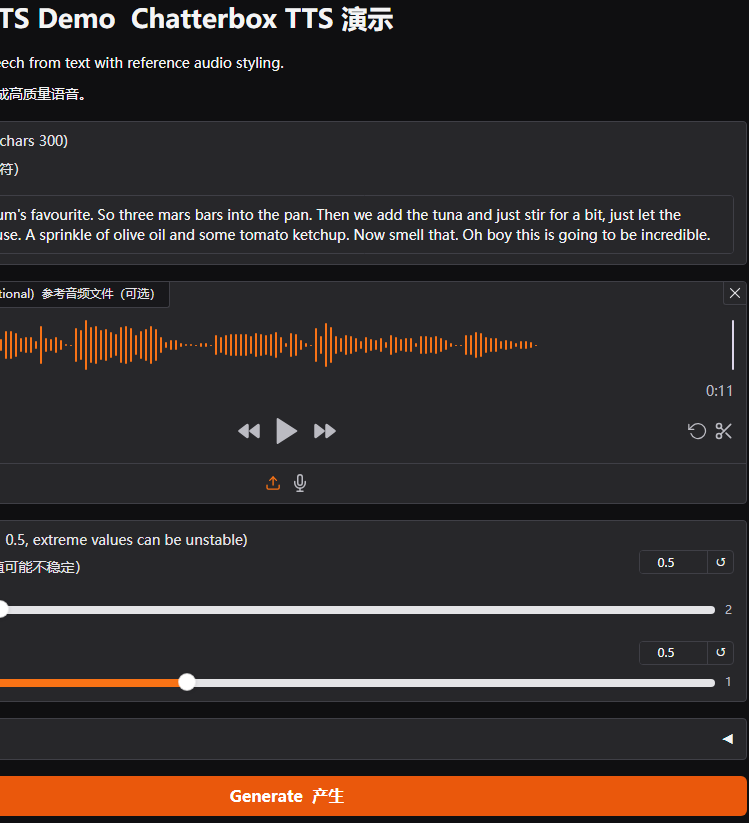 TS Demo Chatterbox TTS 演示
eech from text with reference audio styling.
成高质量语音。
chars 300)
符)
um's favourite. So three mars bars into the pan. Then we add the tuna and just stir for a bit, just let the
use. A sprinkle of olive oil and some tomato ketchup. Now smell that. Oh boy this is going to be incredible.
tional) 参考音频文件（可选）
0:11
0.5, extreme values can be unstable)
值可能不稳定)
0.5
2
0.5
1
Generate 产生